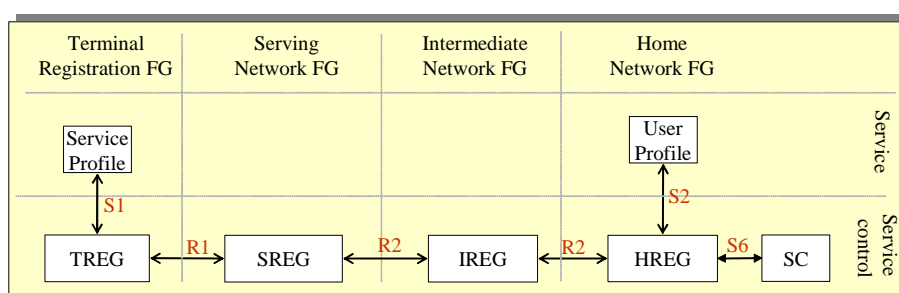 Terminal
Registration FG
Serving
Network FG
Intermediate
Network FG
Home
Network FG
Service
Profile
User
Profile
Service
S1
S2
TREG
R1
SREG
R2
IREG
R2
HREG
S6
SC
Service
control